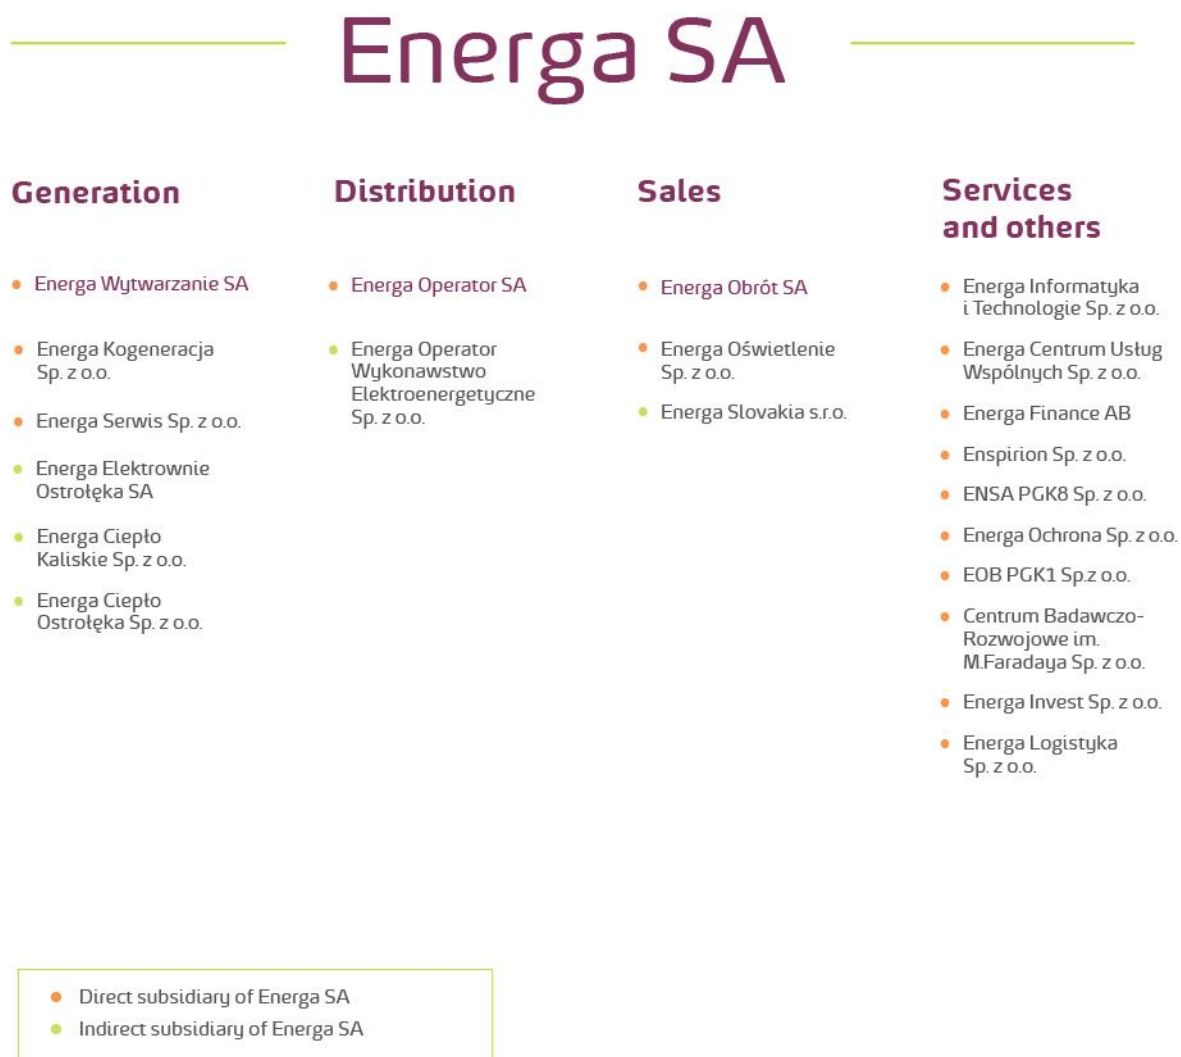 Energa SA
Generation
Energa Wytwarzanie SA
Energa Kogeneracja
Sp. z o.o.
Energa Serwis Sp. z o.o.
Energa Elektrownie
Ostrołęka SA
Energa Ciepło
Kaliskie Sp. z o.o.
Energa Ciepło
Ostrołęka Sp. z o.o.
Distribution
Energa Operator SA
Energa Operator
Wykonawstwo
Elektroenergetyczne
Sp. z o.o.
Sales
Energa Obrót SA
Energa Oświetlenie
Sp. z o.o.
Energa Slovakia s.r.o.
Services
and others
Energa Informatyka
i Technologie Sp. z o.o.
Energa Centrum Usług
Wspólnych Sp. z o.o.
Energa Finance AB
Enspirion Sp. z o.o.
ENSA PGK8 Sp. z o.o.
Energa Ochrona Sp. z o.o.
EOB PGK1 Sp.z o.o.
Centrum Badawczo-
Rozwojowe im.
M.Faradaya Sp. z o.o.
Energa Invest Sp. z o.o.
Energa Logistyka
Sp. z o.o.
Direct subsidiary of Energa SA
Indirect subsidiary of Energa SA